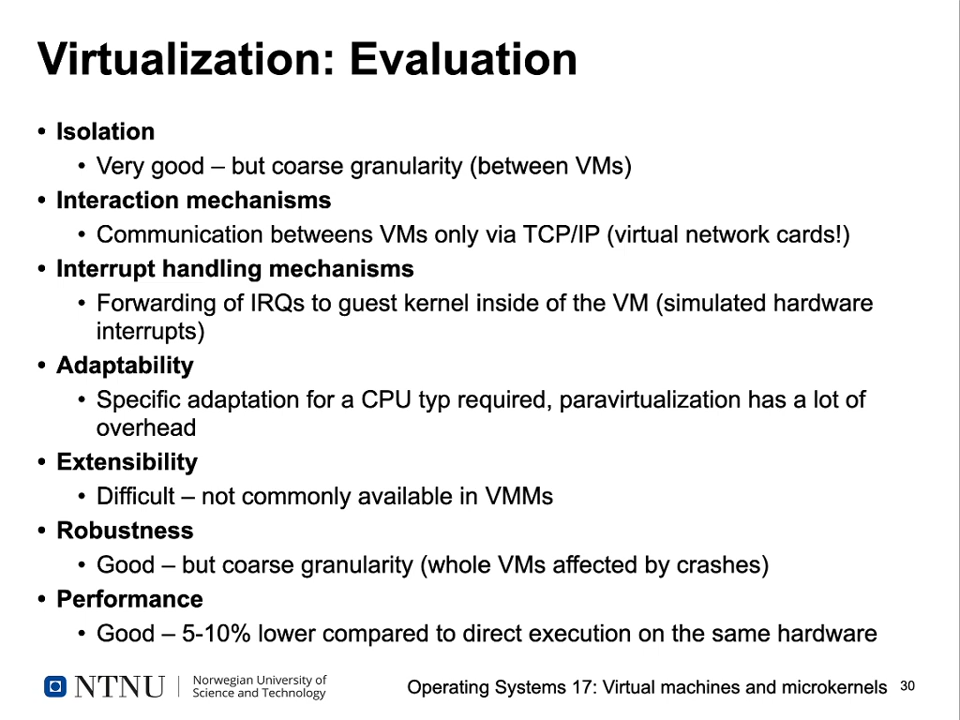 Virtualization: Evaluation
• Isolation
• Very good – but coarse granularity (between VMs)
• Interaction mechanisms
• Communication betweens VMs only via TCP/IP (virtual network cards!)
• Interrupt handling mechanisms
• Forwarding of IRQs to guest kernel inside of the VM (simulated hardware
interrupts)
• Adaptability
• Specific adaptation for a CPU typ required, paravirtualization has a lot of
overhead
• Extensibility
• Difficult – not commonly available in VMMs
• Robustness
• Good – but coarse granularity (whole VMs affected by crashes)
• Performance
• Good – 5-10% lower compared to direct execution on the same hardware
NTNU
Norwegian University of
Science and Technology
Operating Systems 17: Virtual machines and microkernels
30